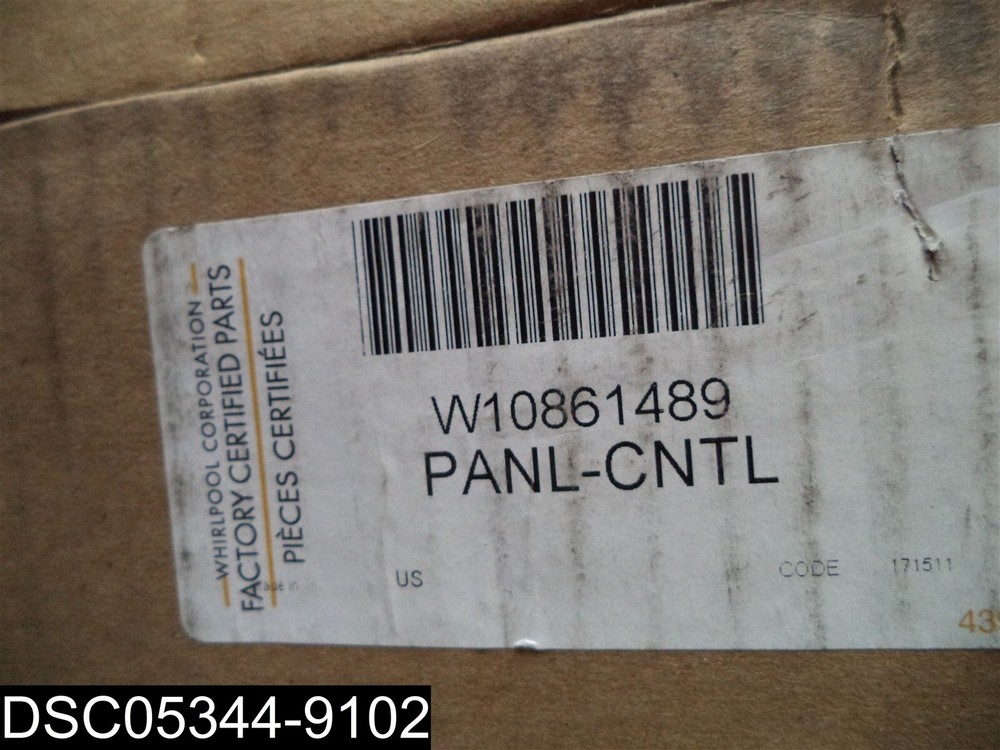 WHIRLPOOL CORPORATION
FACTORY CERTIFIED PARTS
PIÈCES CERTIFIÉES
W10861489
PANL-CNTL
US
CODE 171511
DSC05344-9102